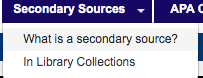 Secondary Sources APA C
What is a secondary source?
In Library Collections